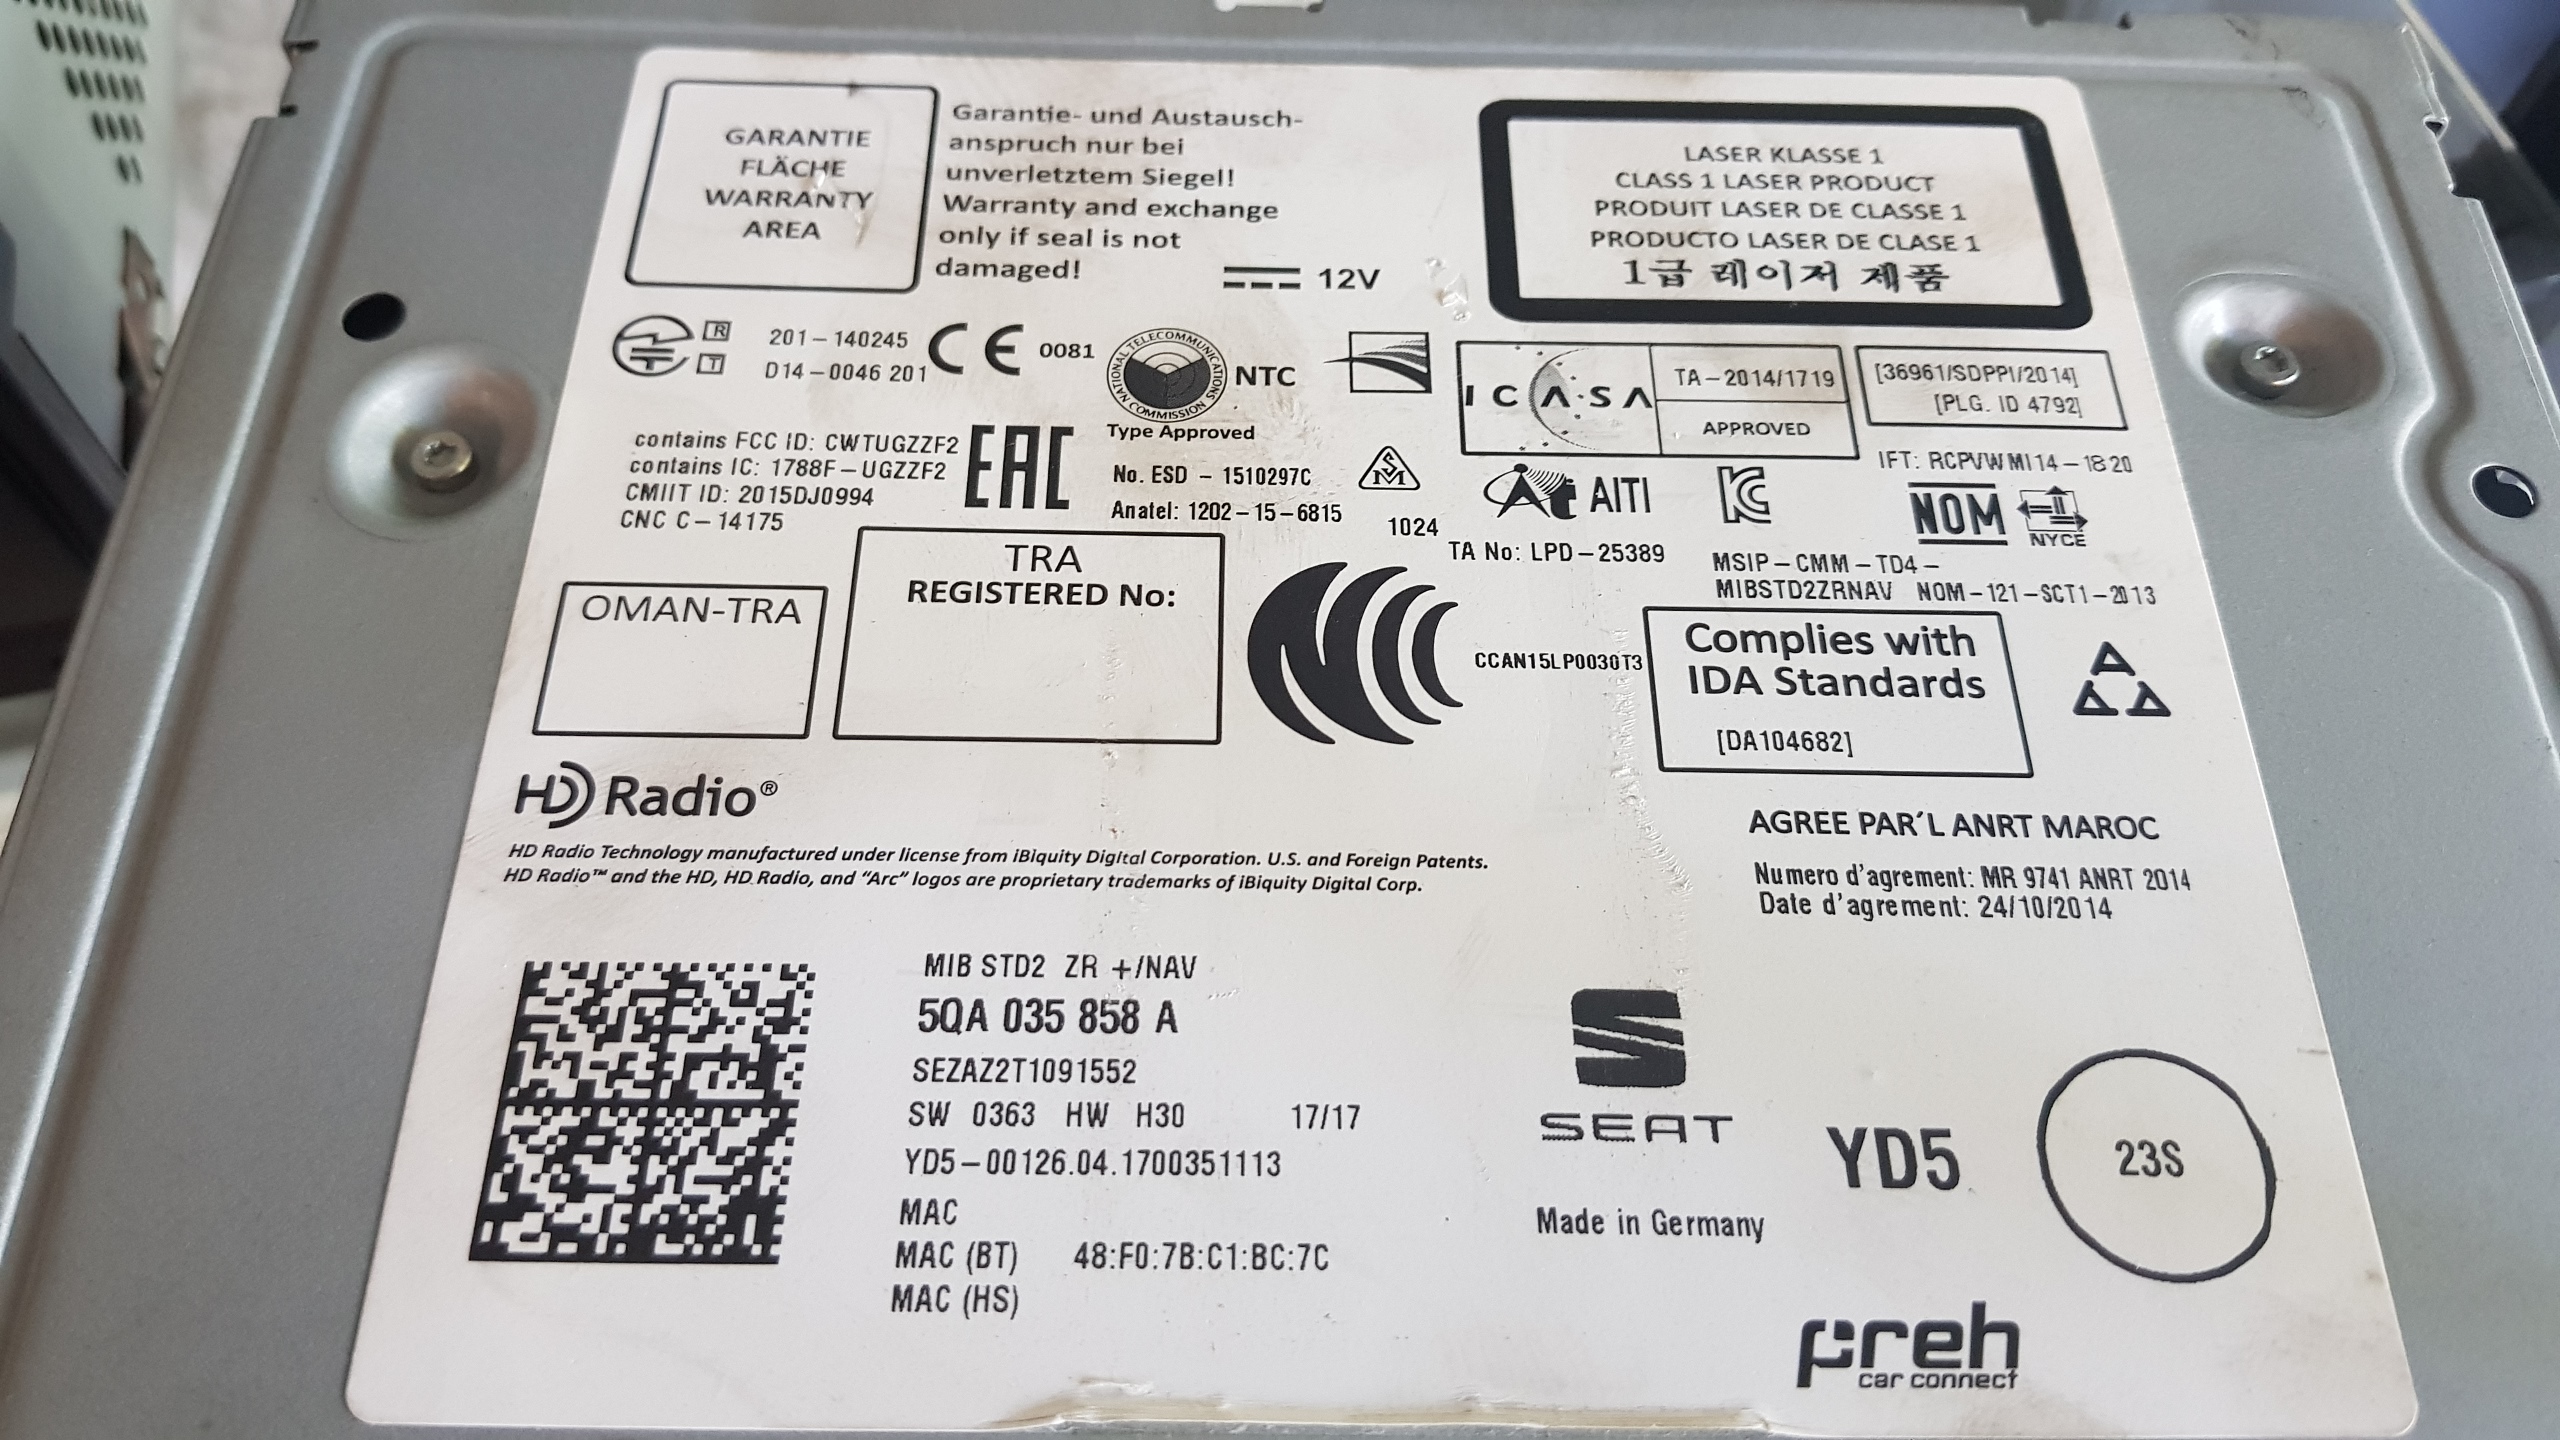 GARANTIE
FLÄCHE
WARRANTY
AREA
Garantie- und Austausch-
anspruch nur bei
unverletztem Siegel!
Warranty and exchange
only if seal is not
damaged!
12V
LASER KLASSE 1
CLASS 1 LASER PRODUCT
PRODUIT LASER DE CLASSE 1
PRODUCTO LASER DE CLASE 1
1급 레이저 제품
R 201-140245
T D14-0046 201
CE 0081
NATIONAL TELECOMMUNICATIONS COMMISSION
NTC
Type Approved
ICASA
TA-2014/1719
APPROVED
[36961/SDPPI/2014]
[PLG. ID 4792]
contains FCC ID: CWTUGZZF2
contains IC: 1788F-UGZZF2
CMIIT ID: 2015DJ0994
CNC C-14175
EAC
No. ESD - 1510297C
Anatel: 1202-15-6815
SM
1024
AITI
TA No: LPD-25389
KC
MSIP-CMM-TD4-
MIBSTD2ZRNAV
IFT: RCPVWMI14-1820
NOM
NYCE
NOM-121-SCT1-2013
OMAN-TRA
TRA
REGISTERED No:
CCAN15LP0030T3
Complies with
IDA Standards
[DA104682]
HD Radio®
HD Radio Technology manufactured under license from iBiquity Digital Corporation. U.S. and Foreign Patents.
HD Radio™ and the HD, HD Radio, and “Arc” logos are proprietary trademarks of iBiquity Digital Corp.
AGREE PAR´L ANRT MAROC
Numero d'agrement: MR 9741 ANRT 2014
Date d'agrement: 24/10/2014
MIB STD2 ZR +/NAV
5QA 035 858 A
SEZAZ2T1091552
SW 0363 HW H30 17/17
YD5-00126.04.1700351113
MAC
MAC (BT) 48:F0:7B:C1:BC:7C
MAC (HS)
SEAT
Made in Germany
YD5
23S
preh
car connect